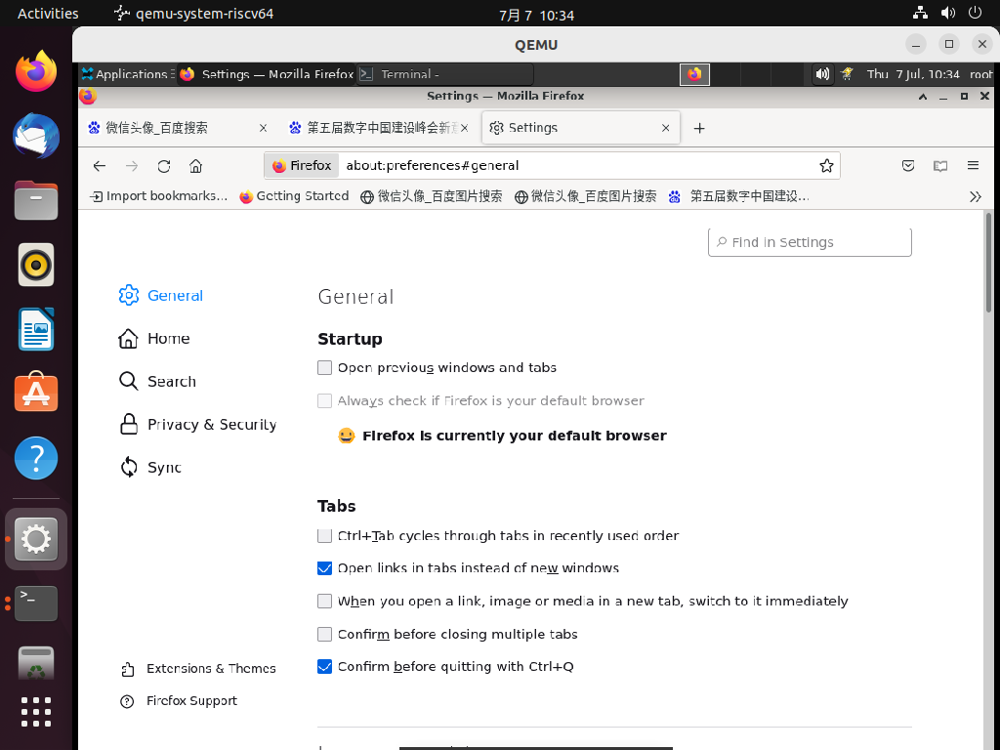 Activities qemu-system-riscv64 7月 7 10:34
QEMU
Applications Settings — Mozilla Firefox Terminal - Thu 7 Jul, 10:34 root
Settings — Mozilla Firefox
微信头像_百度搜索 第五届数字中国建设峰会新 Settings
Firefox about:preferences#general
Import bookmarks… Getting Started 微信头像_百度图片搜索 微信头像_百度图片搜索 第五届数字中国建设…
Find in Settings
General
Home
Search
Privacy & Security
Sync
Extensions & Themes
Firefox Support
General
Startup
Open previous windows and tabs
Always check if Firefox is your default browser
Firefox is currently your default browser
Tabs
Ctrl+Tab cycles through tabs in recently used order
Open links in tabs instead of new windows
When you open a link, image or media in a new tab, switch to it immediately
Confirm before closing multiple tabs
Confirm before quitting with Ctrl+Q